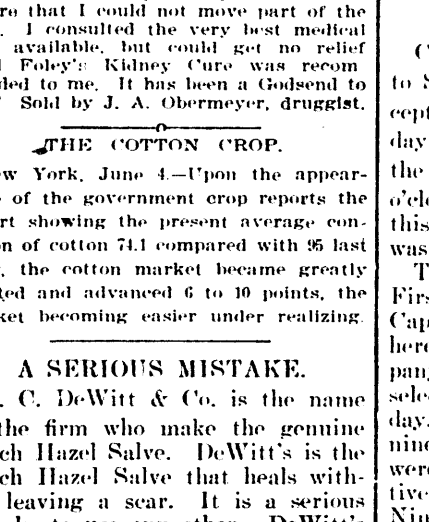 re that I could not move part of the
. I consulted the very best medical
available, but could get no relief
Foley's Kidney Cure was recom
ded to me. It has been a Godsend to
Sold by J. A. Obermeyer, druggist.
THE COTTON CROP.
w York, June 4.—Upon the appear-
of the government crop reports the
rt showing the present average con-
n of cotton 74.1 compared with 95 last
, the cotton market became greatly
ted and advanced 6 to 10 points, the
ket becoming easier under realizing.
A SERIOUS MISTAKE.
. C. DeWitt & Co. is the name
the firm who make the genuine
ch Hazel Salve. DeWitt's is the
ch Hazel Salve that heals with-
leaving a scar. It is a serious
to S
cept
day
the
o'clo
this
was
T
Firs
Cap
here
pan
sele
day.
nine
were
tive
Nin